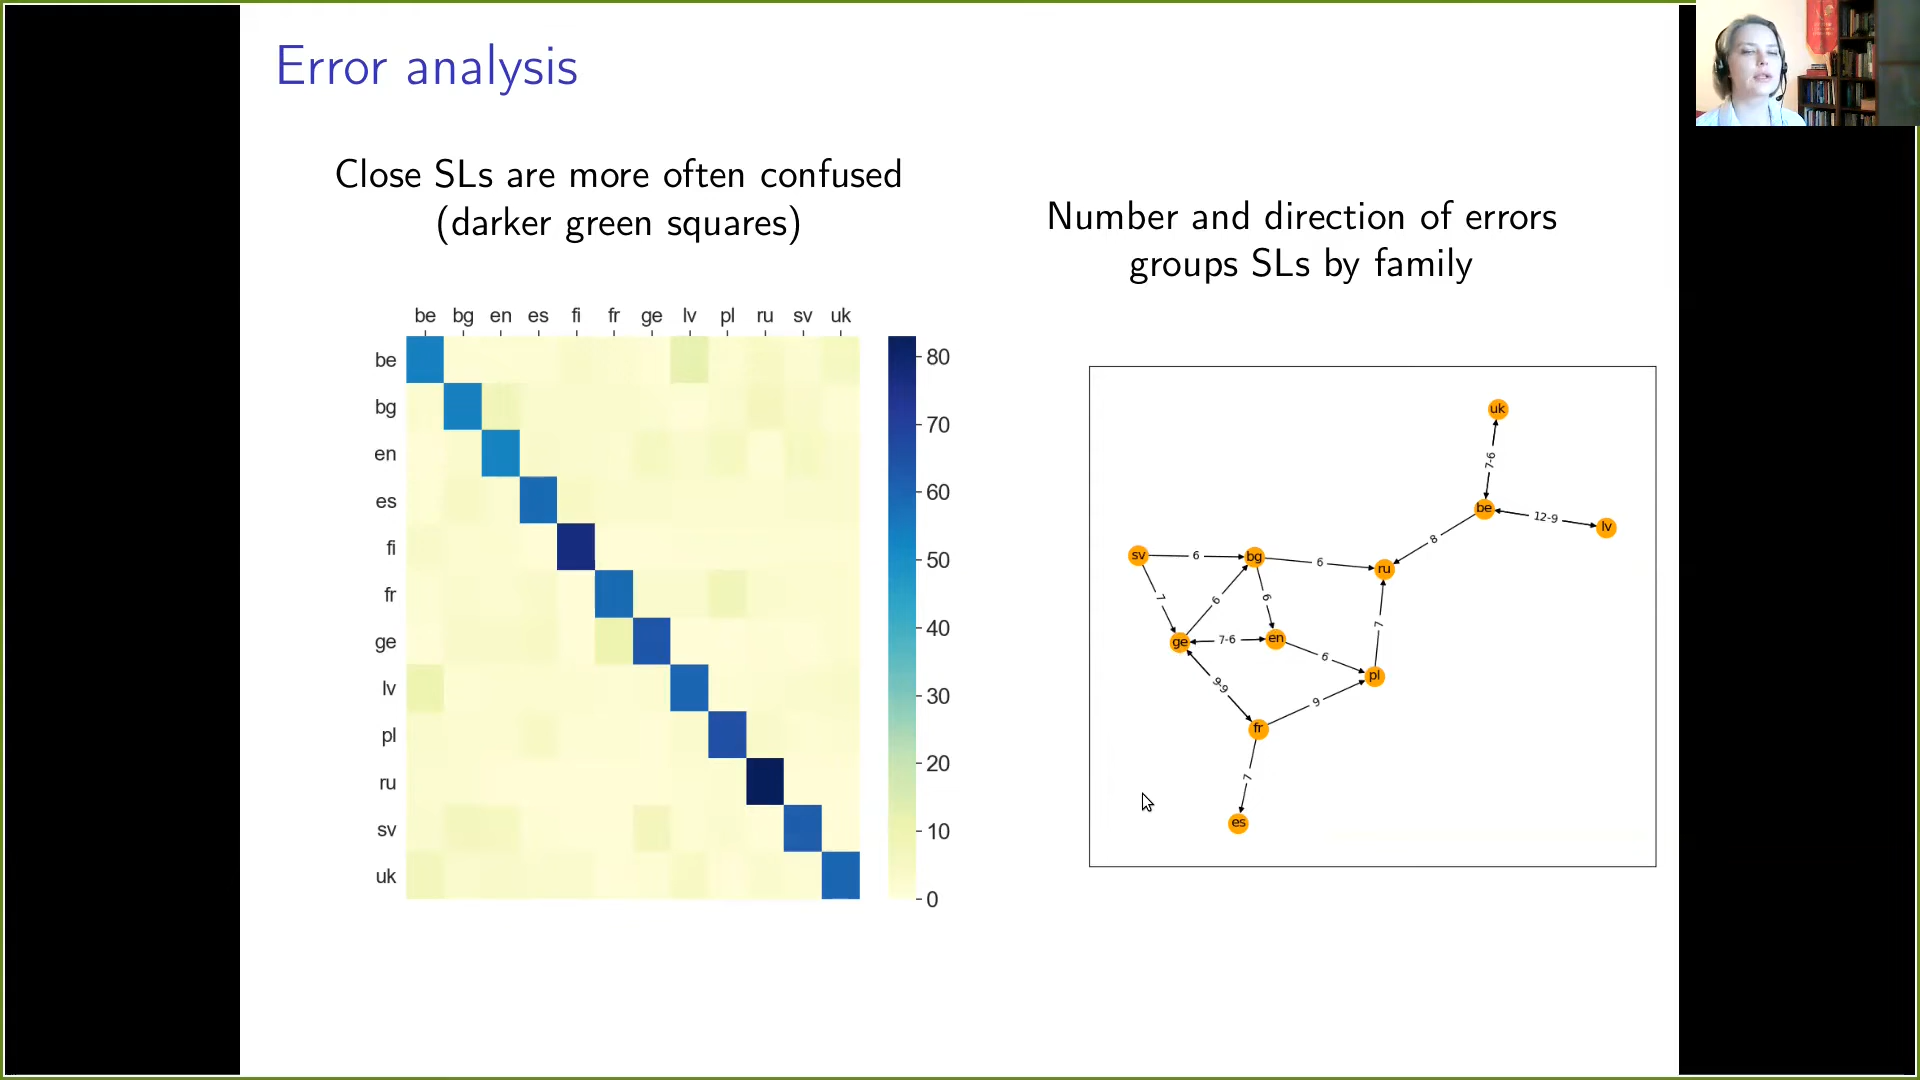 Error analysis
Close SLs are more often confused
(darker green squares)
Number and direction of errors
groups SLs by family
be bg en es fi fr ge lv pl ru sv uk
be
bg
en
es
fi
fr
ge
lv
pl
ru
sv
uk
80
70
60
50
40
30
20
10
0
uk
7-6
be
12-9
lv
8
sv
6
bg
6
ru
7
6
6
7
ge
7-6
en
6
pl
9-9
9
fr
7
es